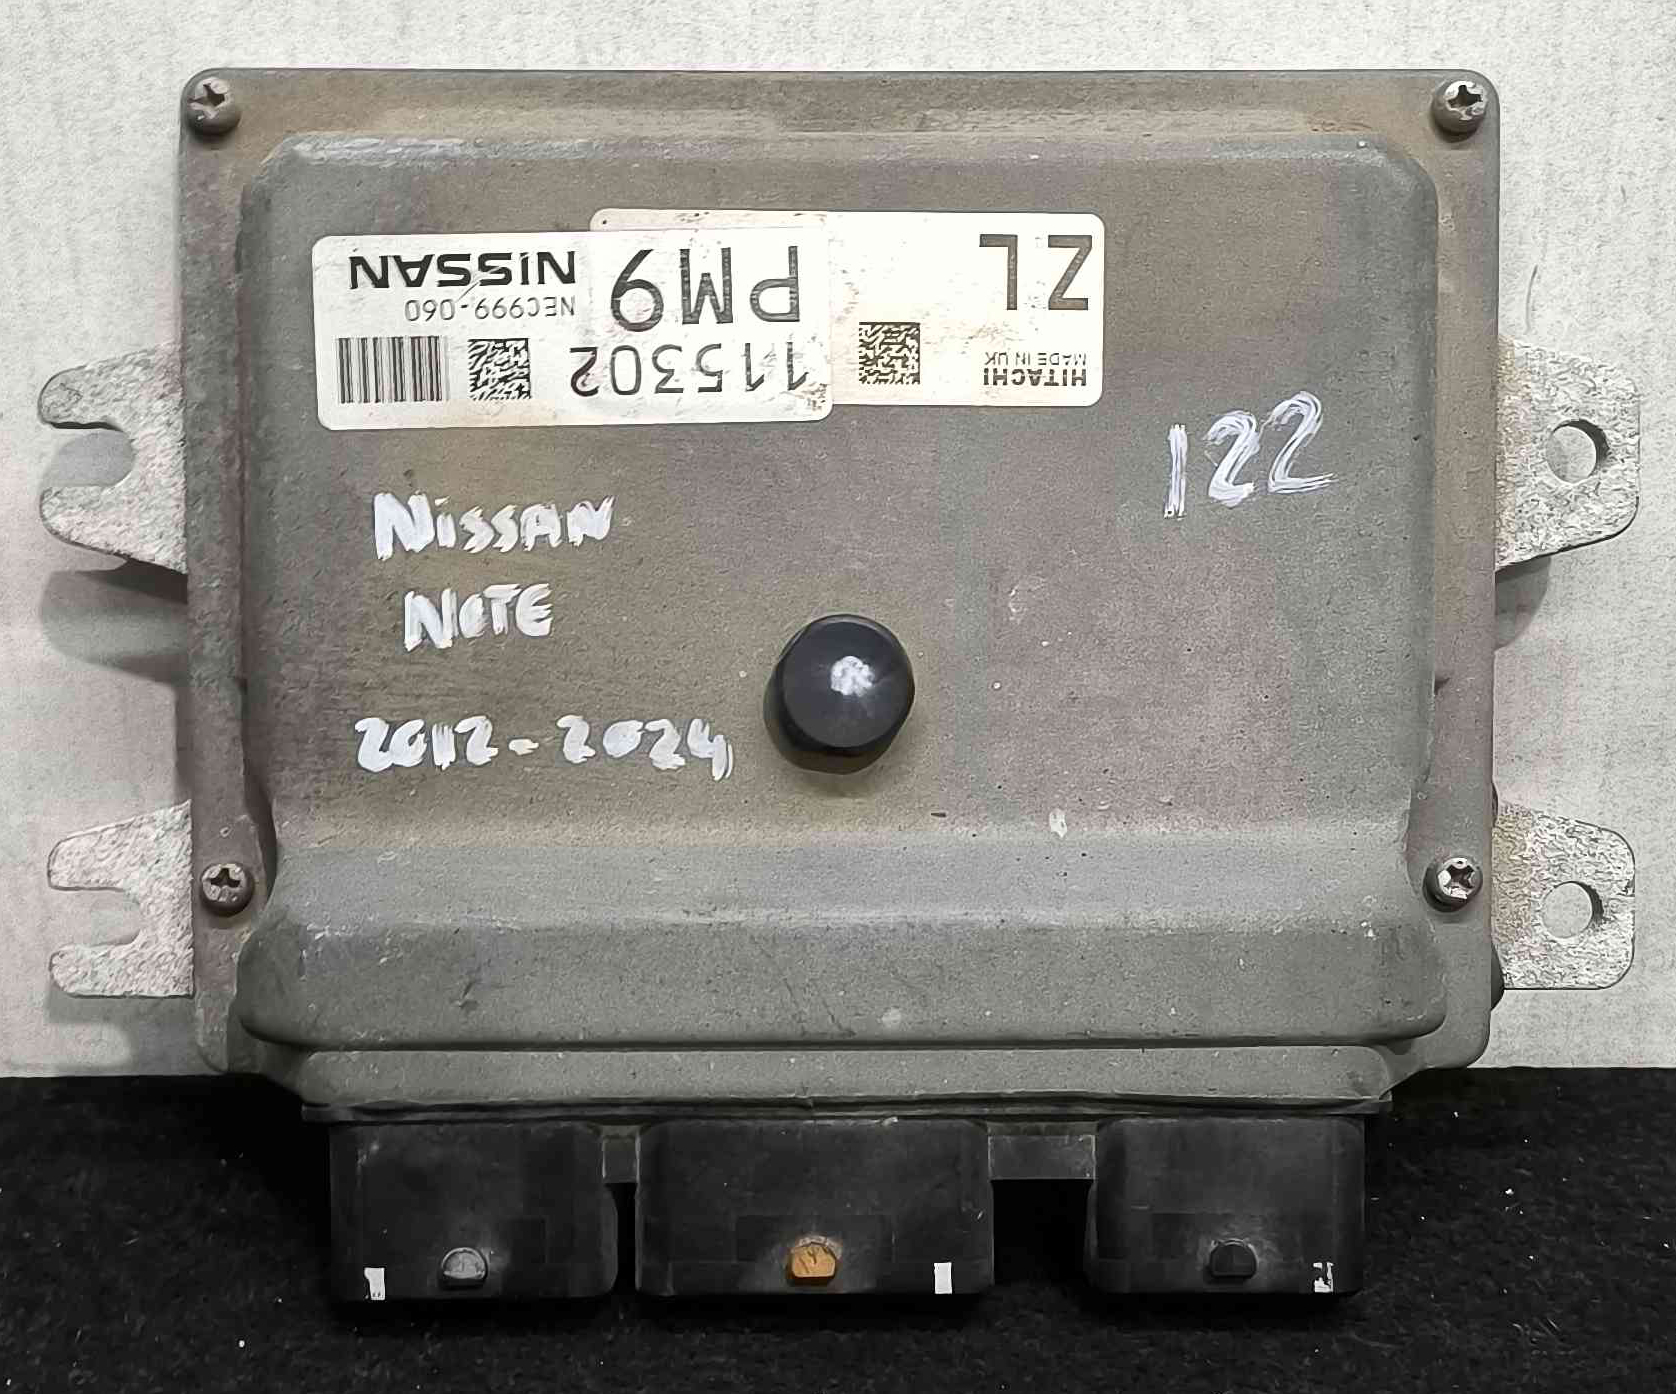 NISSAN
NEC999-060
PM9
115302
ZL
HITACHI
MADE IN UK
122
NISSAN
NOTE
2012-2024